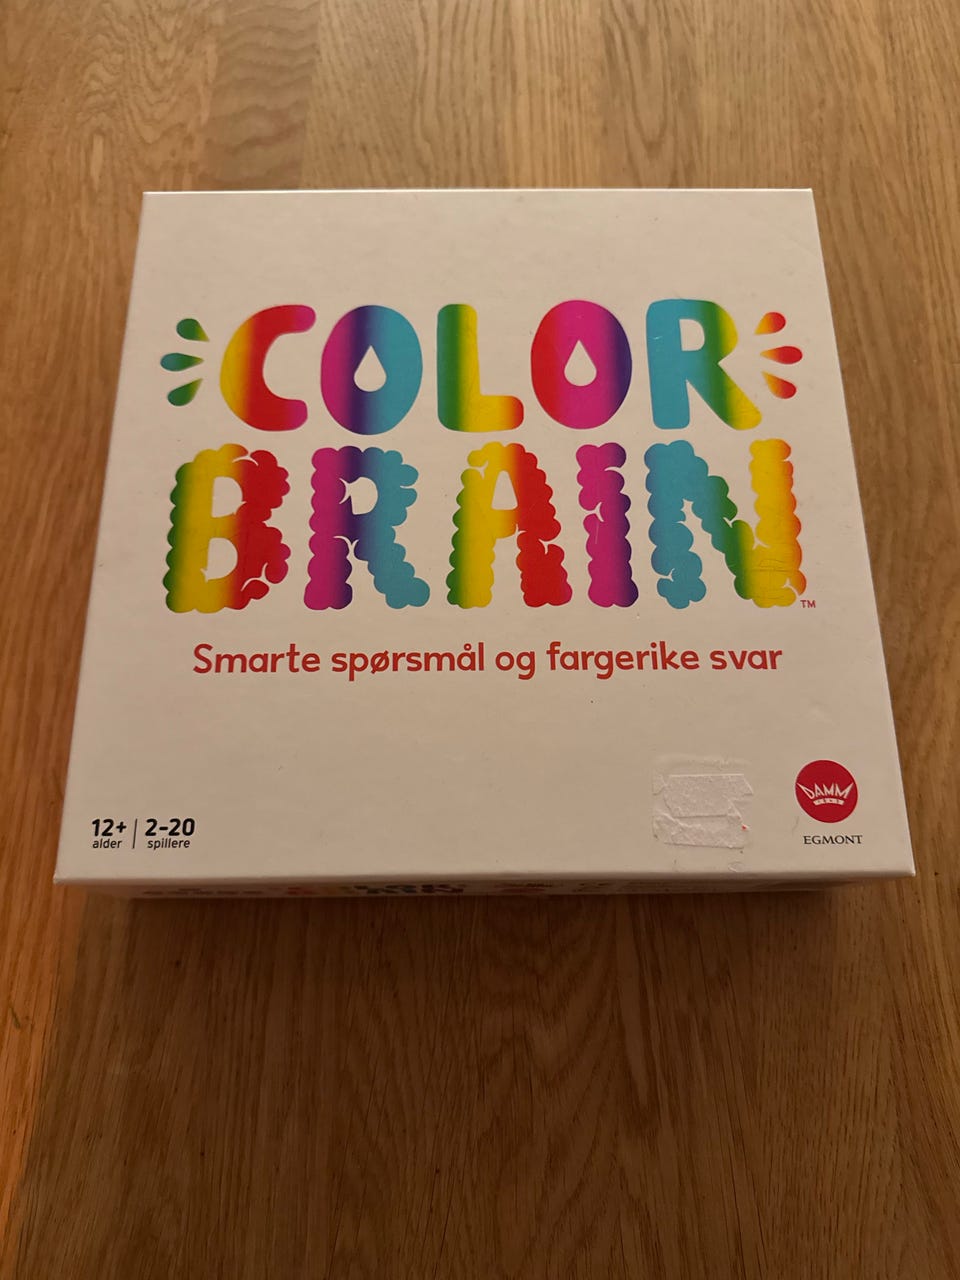 COLOR
BRAIN
TM
Smarte spørsmål og fargerike svar
12+ 2-20
alder spillere
DAMM
EGMONT